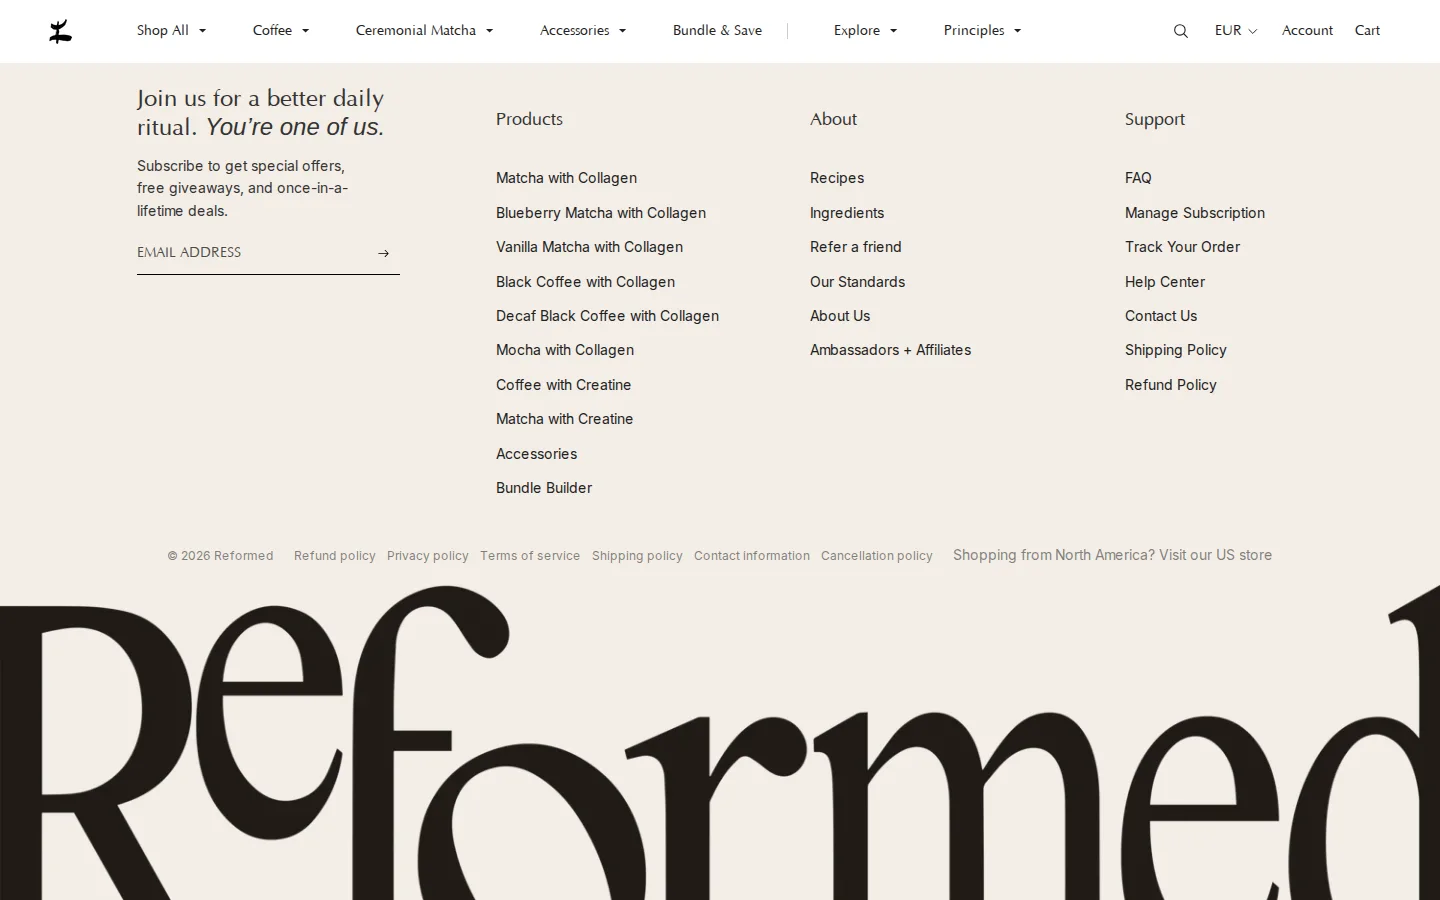 Shop All
Coffee
Ceremonial Matcha
Accessories
Bundle & Save
Explore
Principles
EUR
Account
Cart
Join us for a better daily
ritual. You're one of us.
Subscribe to get special offers,
free giveaways, and once-in-a-
lifetime deals.
EMAIL ADDRESS
Products
Matcha with Collagen
Blueberry Matcha with Collagen
Vanilla Matcha with Collagen
Black Coffee with Collagen
Decaf Black Coffee with Collagen
Mocha with Collagen
Coffee with Creatine
Matcha with Creatine
Accessories
Bundle Builder
About
Recipes
Ingredients
Refer a friend
Our Standards
About Us
Ambassadors + Affiliates
Support
FAQ
Manage Subscription
Track Your Order
Help Center
Contact Us
Shipping Policy
Refund Policy
© 2026 Reformed
Refund policy
Privacy policy
Terms of service
Shipping policy
Contact information
Cancellation policy
Shopping from North America? Visit our US store
Reformed